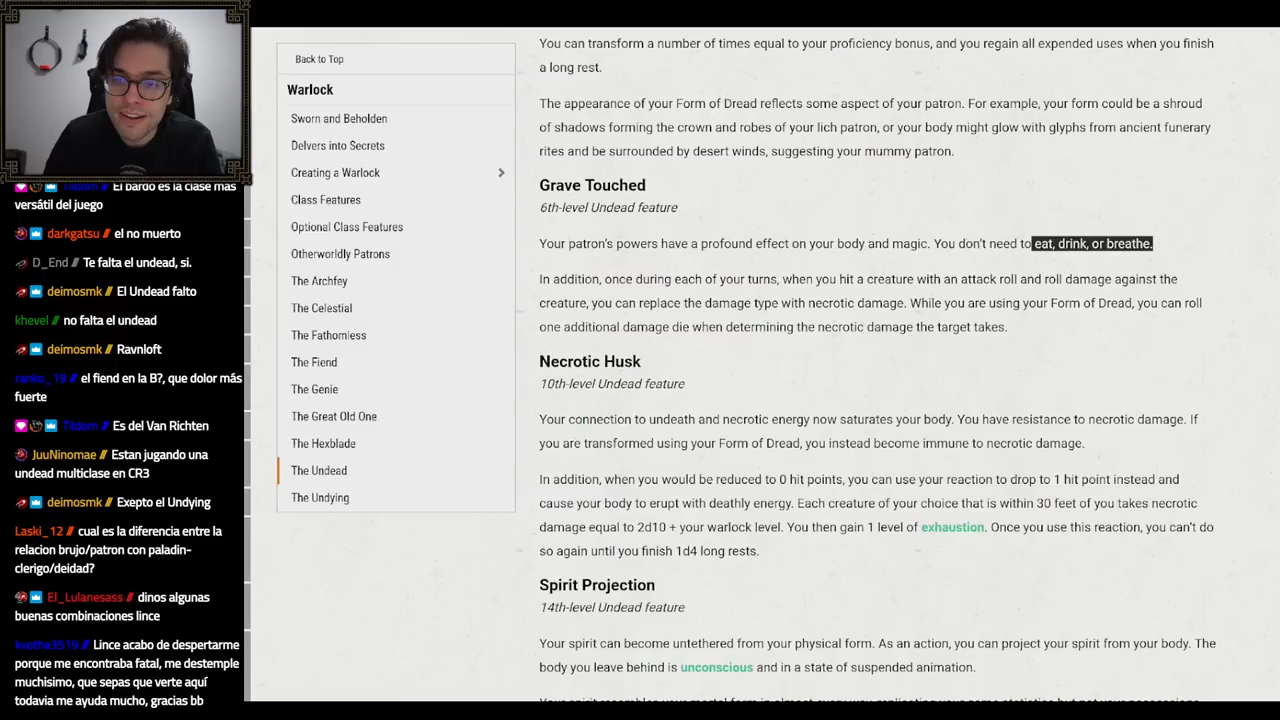 El bardo es la clase más
versátil del juego
darkgatsu // el no muerto
D_End // Te falta el undead, si.
deimosmk // El Undead falto
khevel // no falta el undead
deimosmk // Ravnloft
ranko_19 // el fiend en la B?, que dolor más
fuerte
Tildom // Es del Van Richten
JuuNinomae // Estan jugando una
undead multiclase en CR3
deimosmk // Exepto el Undying
Laski_12 // cual es la diferencia entre la
relacion brujo/patron con paladin-
clerigo/deidad?
El_Lulanesass // dinos algunas
buenas combinaciones lince
kvothe3519 // Lince acabo de despertarme
porque me encontraba fatal, me destemple
muchisimo, que sepas que verte aquí
todavia me ayuda mucho, gracias bb
Back to Top
Warlock
Sworn and Beholden
Delvers into Secrets
Creating a Warlock
Class Features
Optional Class Features
Otherworldly Patrons
The Archfey
The Celestial
The Fathomless
The Fiend
The Genie
The Great Old One
The Hexblade
The Undead
The Undying
You can transform a number of times equal to your proficiency bonus, and you regain all expended uses when you finish
a long rest.
The appearance of your Form of Dread reflects some aspect of your patron. For example, your form could be a shroud
of shadows forming the crown and robes of your lich patron, or your body might glow with glyphs from ancient funerary
rites and be surrounded by desert winds, suggesting your mummy patron.
Grave Touched
6th-level Undead feature
Your patron's powers have a profound effect on your body and magic. You don't need to eat, drink, or breathe.
In addition, once during each of your turns, when you hit a creature with an attack roll and roll damage against the
creature, you can replace the damage type with necrotic damage. While you are using your Form of Dread, you can roll
one additional damage die when determining the necrotic damage the target takes.
Necrotic Husk
10th-level Undead feature
Your connection to undeath and necrotic energy now saturates your body. You have resistance to necrotic damage. If
you are transformed using your Form of Dread, you instead become immune to necrotic damage.
In addition, when you would be reduced to 0 hit points, you can use your reaction to drop to 1 hit point instead and
cause your body to erupt with deathly energy. Each creature of your choice that is within 30 feet of you takes necrotic
damage equal to 2d10 + your warlock level. You then gain 1 level of exhaustion. Once you use this reaction, you can't do
so again until you finish 1d4 long rests.
Spirit Projection
14th-level Undead feature
Your spirit can become untethered from your physical form. As an action, you can project your spirit from your body. The
body you leave behind is unconscious and in a state of suspended animation.